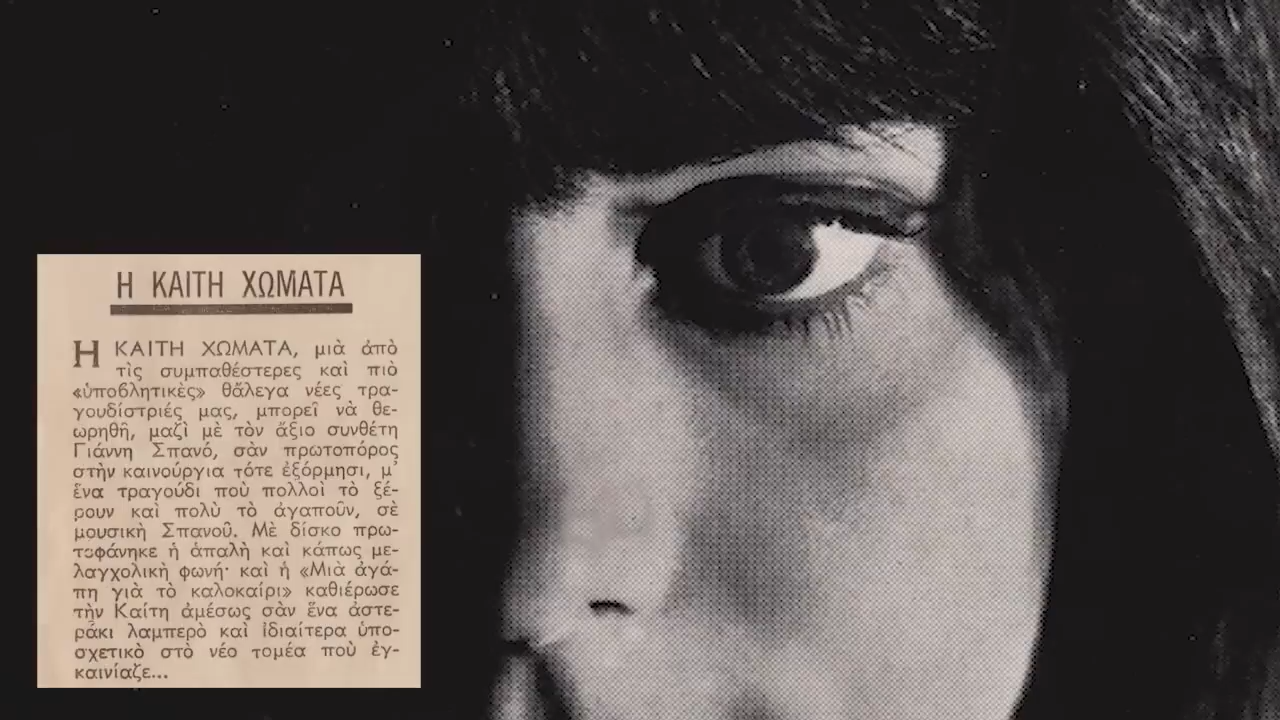 Η ΚΑΙΤΗ ΧΩΜΑΤΑ
Η ΚΑΙΤΗ ΧΩΜΑΤΑ, μιὰ ἀπὸ
τὶς συμπαθέστερες καὶ πιὸ
«ὑποβλητικὲς» θἄλεγα νέες τρα-
γουδίστριές μας, μπορεῖ νὰ θε-
ωρηθῆ, μαζὶ μὲ τὸν ἄξιο συνθέτη
Γιάννη Σπανό, σὰν πρωτοπόρος
στὴν καινούργια τότε ἐξόρμησι, μ'
ἕνα τραγούδι ποὺ πολλοὶ τὸ ξέ-
ρουν καὶ πολὺ τὸ ἀγαποῦν, σὲ
μουσικὴ Σπανοῦ. Μὲ δίσκο πρω-
τοφάνηκε ἡ ἁπαλὴ καὶ κάπως με-
λαγχολικὴ φωνή· καὶ ἡ «Μιὰ ἀγά-
πη γιὰ τὸ καλοκαίρι» καθιέρωσε
τὴν Καίτη ἀμέσως σὰν ἕνα ἀστε-
ράκι λαμπερὸ καὶ ἰδιαίτερα ὑπο-
σχετικὸ στὸ νέο τομέα ποὺ ἐγ-
καινίαζε...